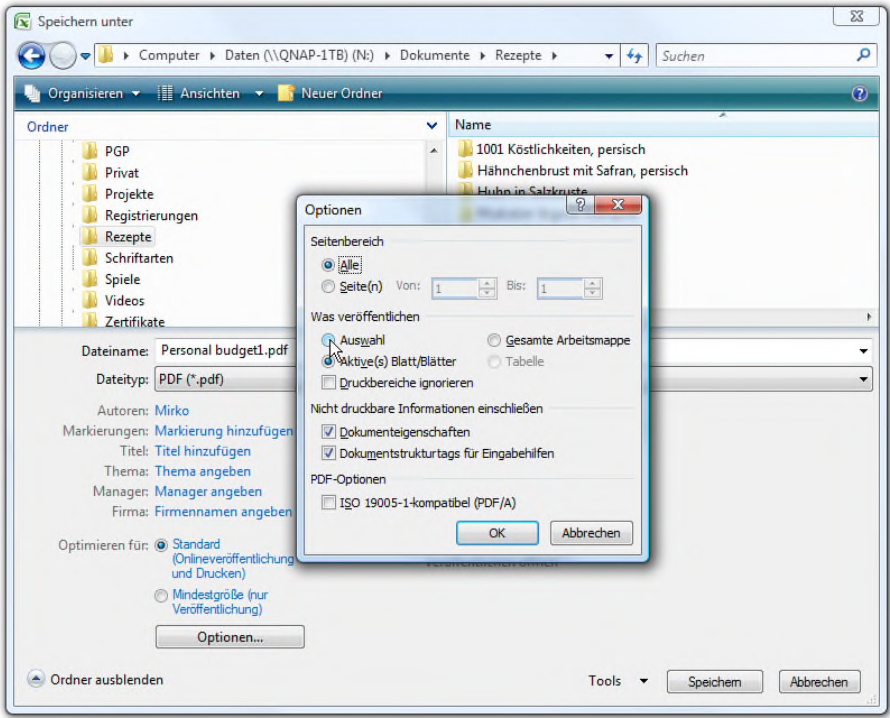 Speichern unter
Computer Daten (\\QNAP-1TB) (N:) Dokumente Rezepte
Suchen
Organisieren Ansichten Neuer Ordner
Ordner
PGP
Privat
Projekte
Registrierungen
Rezepte
Schriftarten
Spiele
Videos
Zertifikate
Name
1001 Köstlichkeiten, persisch
Hähnchenbrust mit Safran, persisch
Huhn in Salzkruste
Dateiname: Personal budget1.pdf
Dateityp: PDF (*.pdf)
Autoren: Mirko
Markierungen: Markierung hinzufügen
Titel: Titel hinzufügen
Thema: Thema angeben
Manager: Manager angeben
Firma: Firmennamen angeben
Optimieren für: Standard
(Onlineveröffentlichung
und Drucken)
Mindestgröße (nur
Veröffentlichung)
Optionen...
Optionen
Seitenbereich
Alle
Seite(n) Von: 1 Bis: 1
Was veröffentlichen
Auswahl Gesamte Arbeitsmappe
Aktive(s) Blatt/Blätter Tabelle
Druckbereiche ignorieren
Nicht druckbare Informationen einschließen
Dokumenteigenschaften
Dokumentstrukturtags für Eingabehilfen
PDF-Optionen
ISO 19005-1-kompatibel (PDF/A)
OK Abbrechen
Ordner ausblenden
Tools Speichern Abbrechen